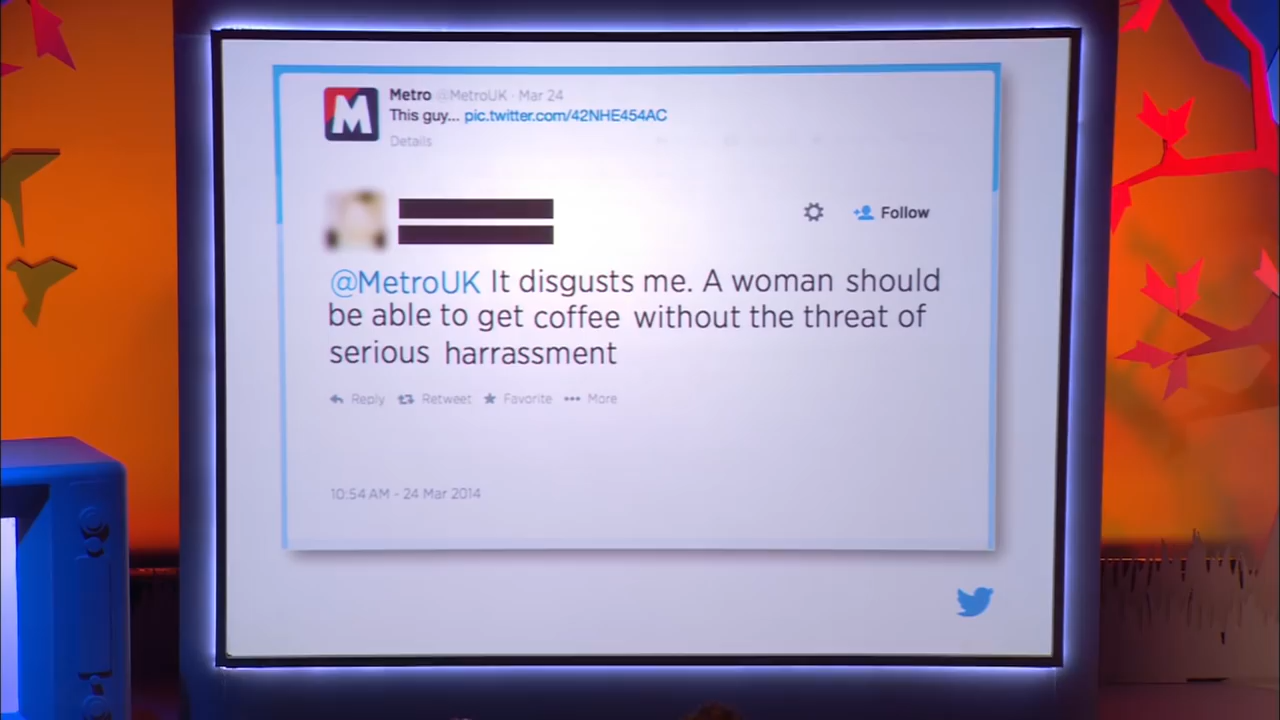 Metro @MetroUK · Mar 24
This guy... pic.twitter.com/42NHE454AC
Details
Follow
@MetroUK It disgusts me. A woman should
be able to get coffee without the threat of
serious harrassment
Reply Retweet Favorite More
10:54 AM - 24 Mar 2014